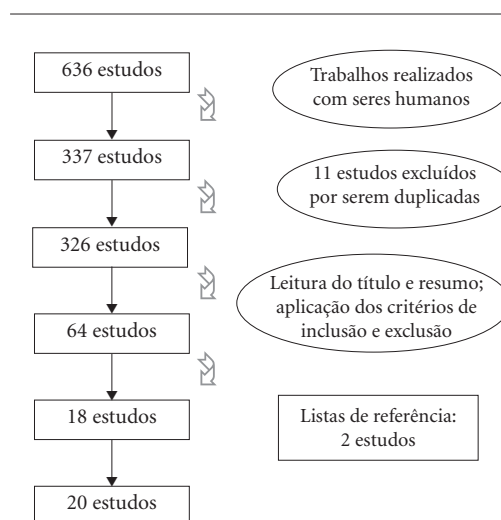 636 estudos
Trabalhos realizados
com seres humanos
337 estudos
11 estudos excluídos
por serem duplicadas
326 estudos
Leitura do título e resumo;
aplicação dos critérios de
inclusão e exclusão
64 estudos
18 estudos
Listas de referência:
2 estudos
20 estudos